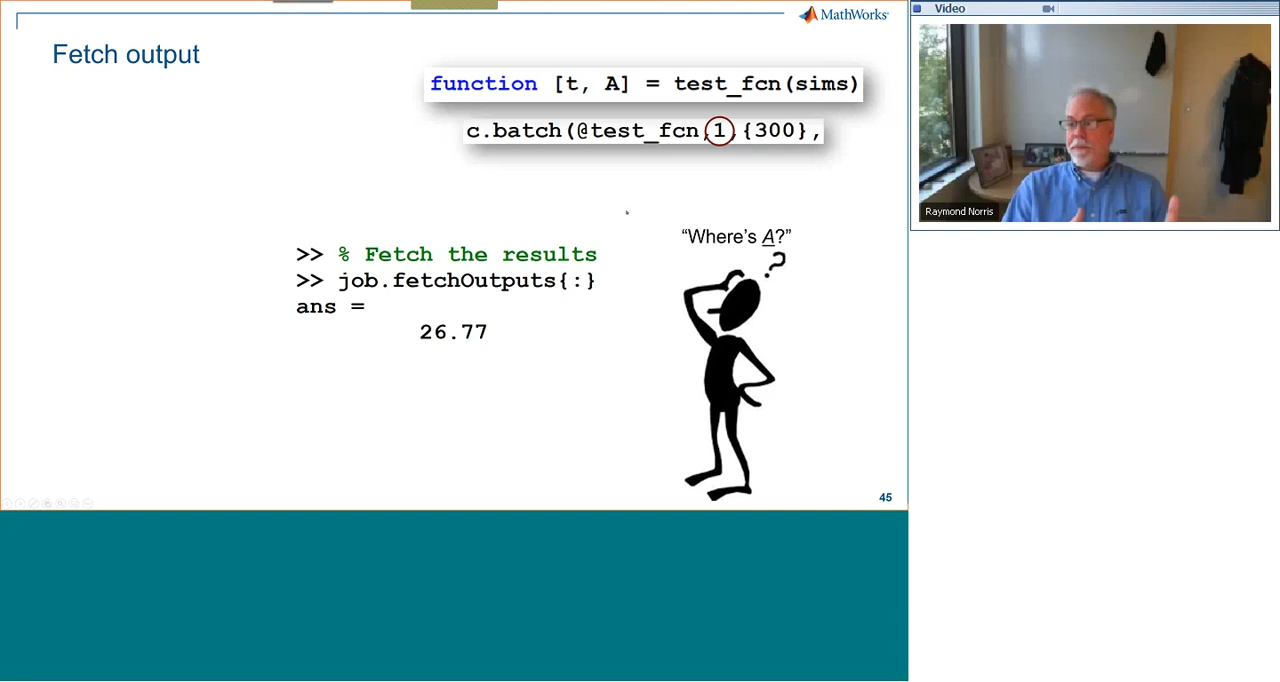 MathWorks
Fetch output
function [t, A] = test_fcn(sims)
c.batch(@test_fcn,1,{300},
>> % Fetch the results
>> job.fetchOutputs{:}
ans =
26.77
“Where’s A?”
?
45
Video
Raymond Norris